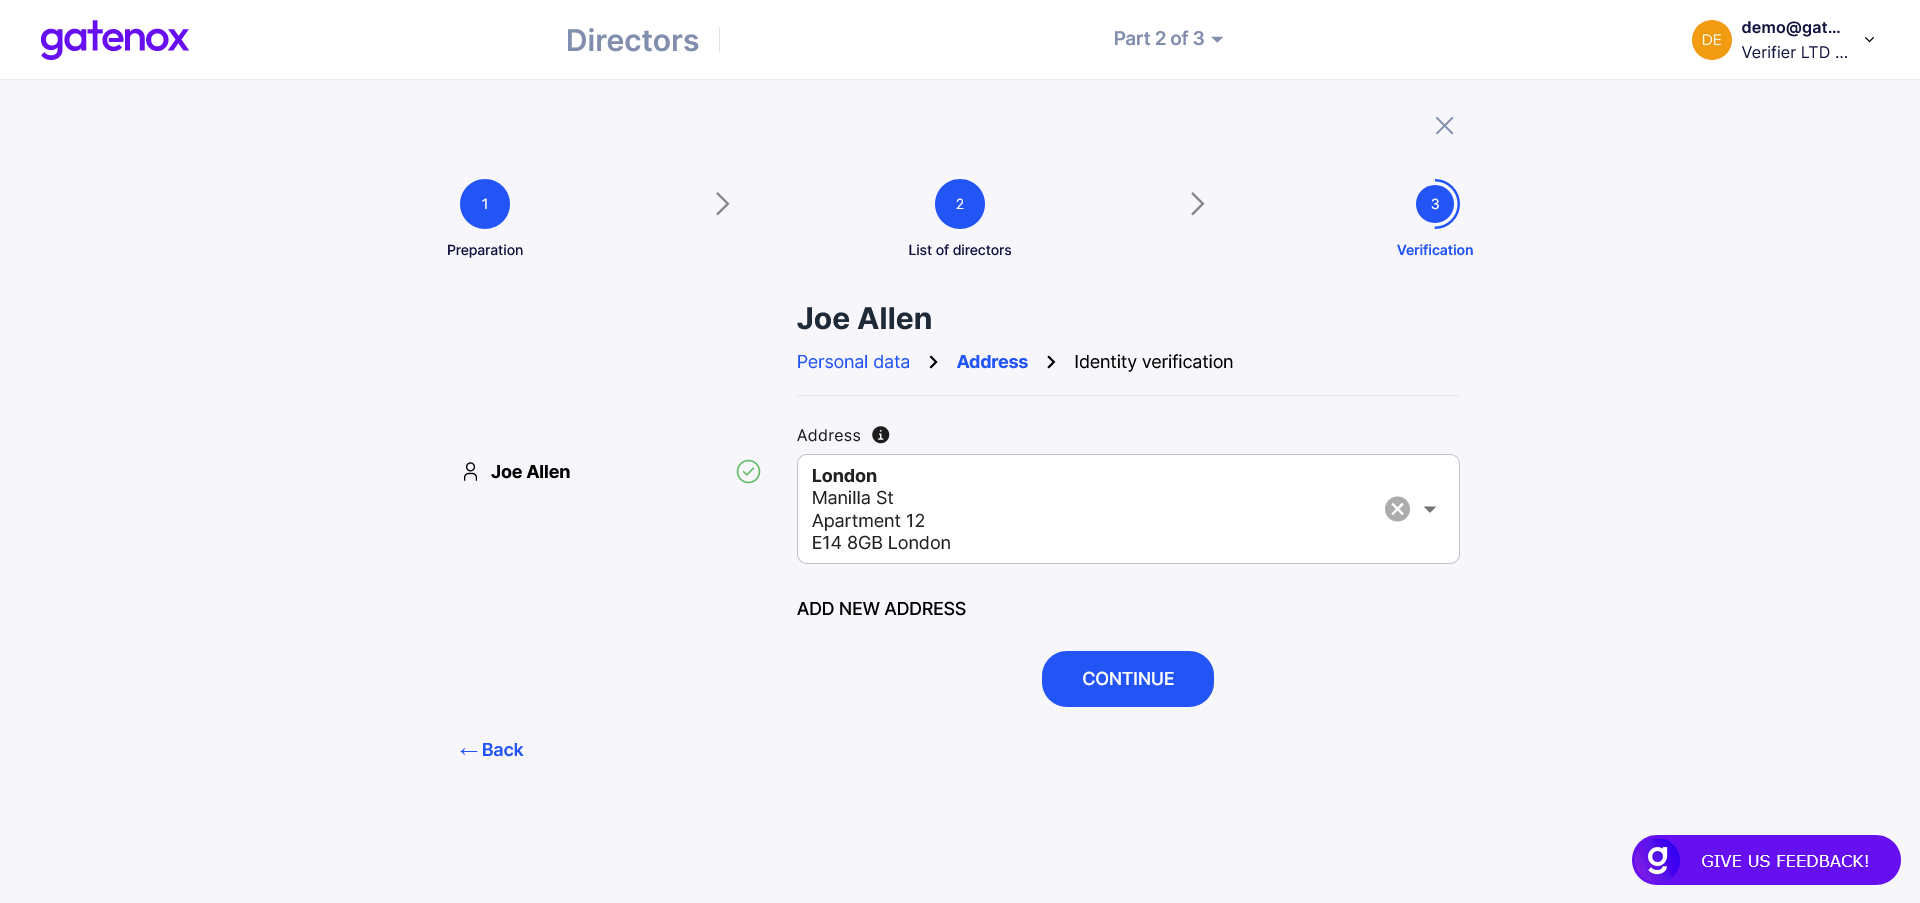 gatenox
Directors
Part 2 of 3
DE
demo@gat...
Verifier LTD ...
1
2
3
Preparation
List of directors
Verification
Joe Allen
Personal data
Address
Identity verification
Address
Joe Allen
London
Manilla St
Apartment 12
E14 8GB London
ADD NEW ADDRESS
CONTINUE
← Back
g
GIVE US FEEDBACK!